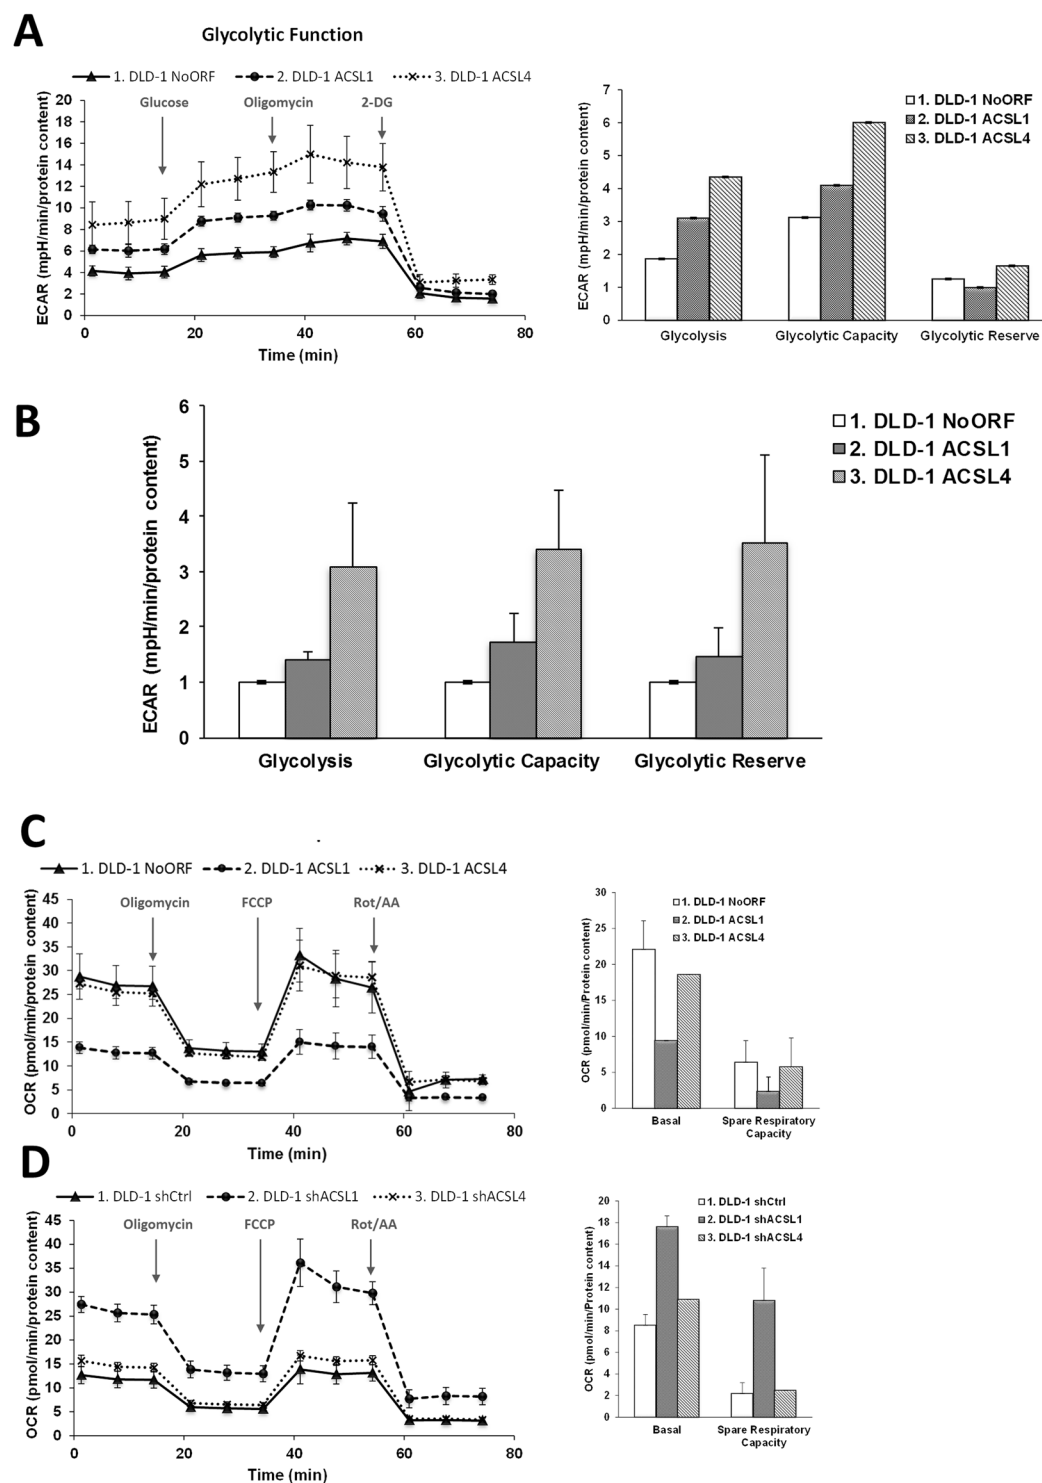 A
Glycolytic Function
1. DLD-1 NoORF 2. DLD-1 ACSL1 3. DLD-1 ACSL4
Glucose Oligomycin 2-DG
ECAR (mpH/min/protein content)
20
18
16
14
12
10
8
6
4
2
0
0 20 40 60 80
Time (min)
1. DLD-1 NoORF
2. DLD-1 ACSL1
3. DLD-1 ACSL4
ECAR (mpH/min/protein content)
7
6
5
4
3
2
1
0
Glycolysis Glycolytic Capacity Glycolytic Reserve
B
1. DLD-1 NoORF
2. DLD-1 ACSL1
3. DLD-1 ACSL4
ECAR (mpH/min/protein content)
6
5
4
3
2
1
0
Glycolysis Glycolytic Capacity Glycolytic Reserve
C
1. DLD-1 NoORF 2. DLD-1 ACSL1 3. DLD-1 ACSL4
Oligomycin FCCP Rot/AA
OCR (pmol/min/protein content)
45
40
35
30
25
20
15
10
5
0
0 20 40 60 80
Time (min)
1. DLD-1 NoORF
2. DLD-1 ACSL1
3. DLD-1 ACSL4
OCR (pmol/min/Protein content)
30
25
20
15
10
5
0
Basal Spare Respiratory
Capacity
D
1. DLD-1 shCtrl 2. DLD-1 shACSL1 3. DLD-1 shACSL4
Oligomycin FCCP Rot/AA
OCR (pmol/min/protein content)
45
40
35
30
25
20
15
10
5
0
0 20 40 60 80
Time (min)
1. DLD-1 shCtrl
2. DLD-1 shACSL1
3. DLD-1 shACSL4
OCR (pmol/min/Protein content)
20
18
16
14
12
10
8
6
4
2
0
Basal Spare Respiratory
Capacity